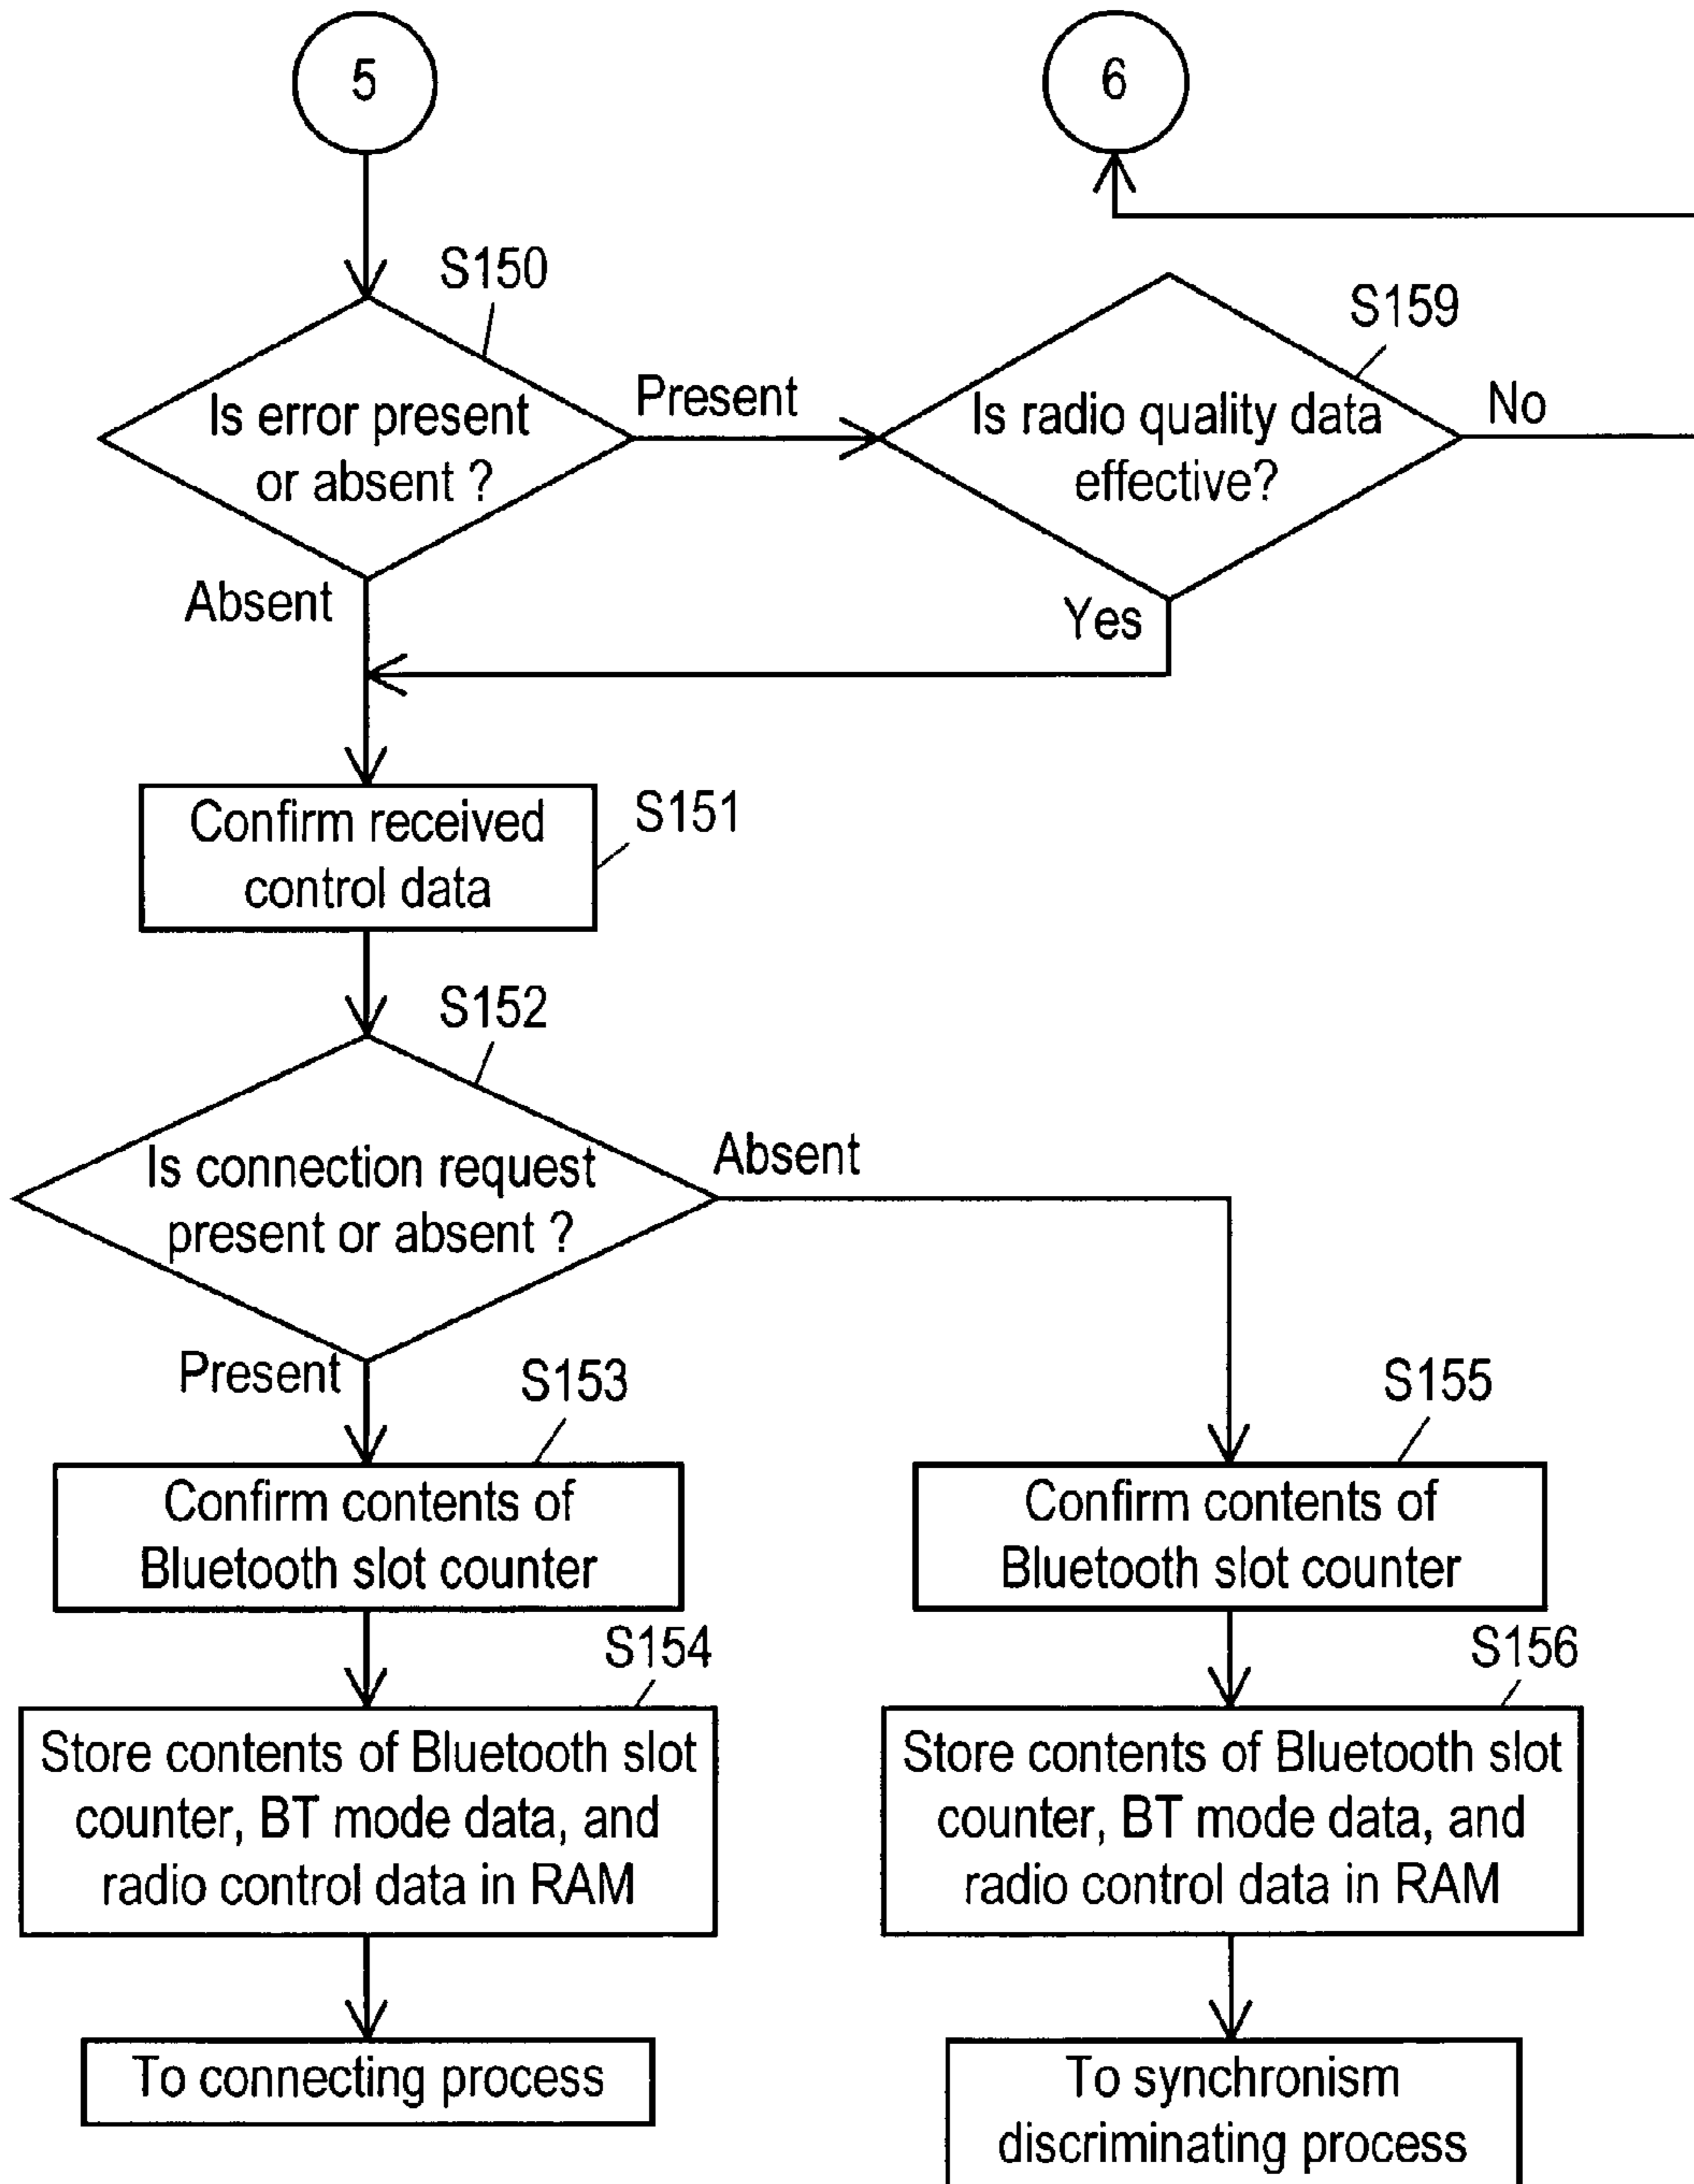 5
6
S150
S159
Is error present
or absent ?
Present
Is radio quality data
effective?
No
Absent
Yes
Confirm received
control data
S151
S152
Is connection request
present or absent ?
Absent
Present
S153
S155
Confirm contents of
Bluetooth slot counter
Confirm contents of
Bluetooth slot counter
S154
S156
Store contents of Bluetooth slot
counter, BT mode data, and
radio control data in RAM
Store contents of Bluetooth slot
counter, BT mode data, and
radio control data in RAM
To connecting process
To synchronism
discriminating process